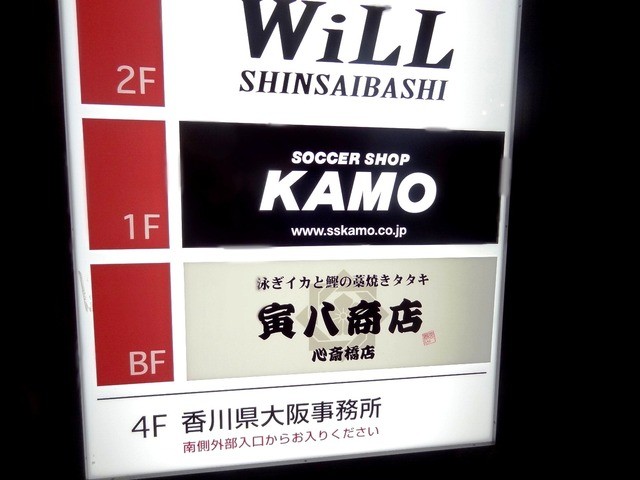 WiLL
2F
SHINSAIBASHI
SOCCER SHOP
KAMO
1F
www.sskamo.co.jp
泳ぎイカと鰹の藁焼きタタキ
寅八商店
BF
心斎橋店
4F 香川県大阪事務所
南側外部入口からお入りください